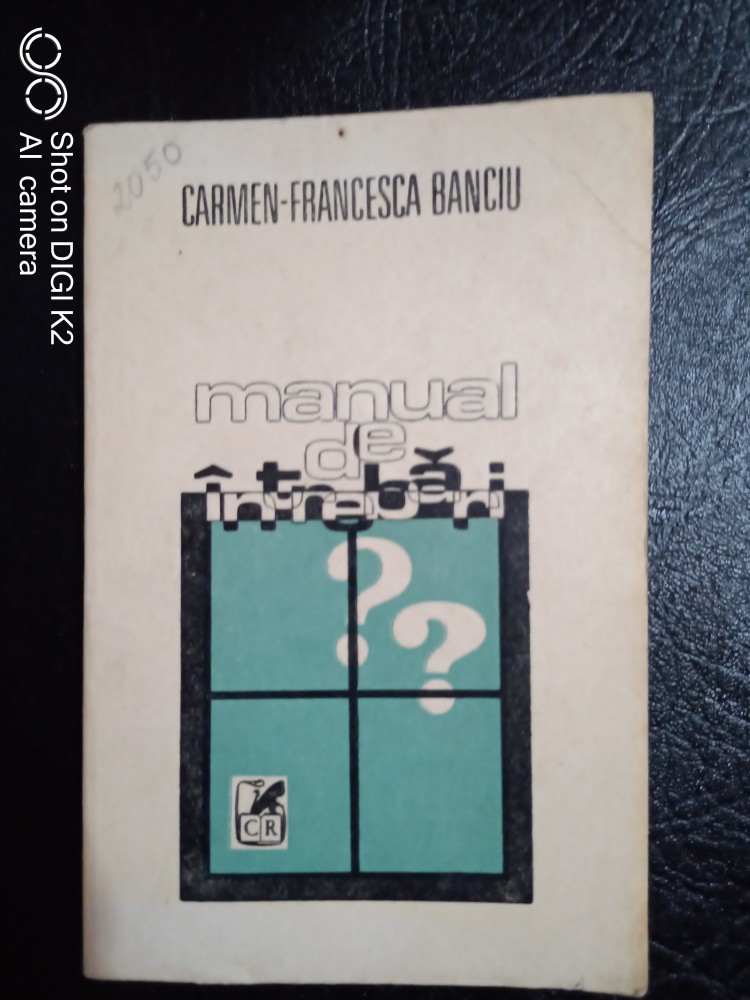 2050
CARMEN-FRANCESCA BANCIU
manual
de
întrebări
CR
Shot on DIGI K2
AI camera